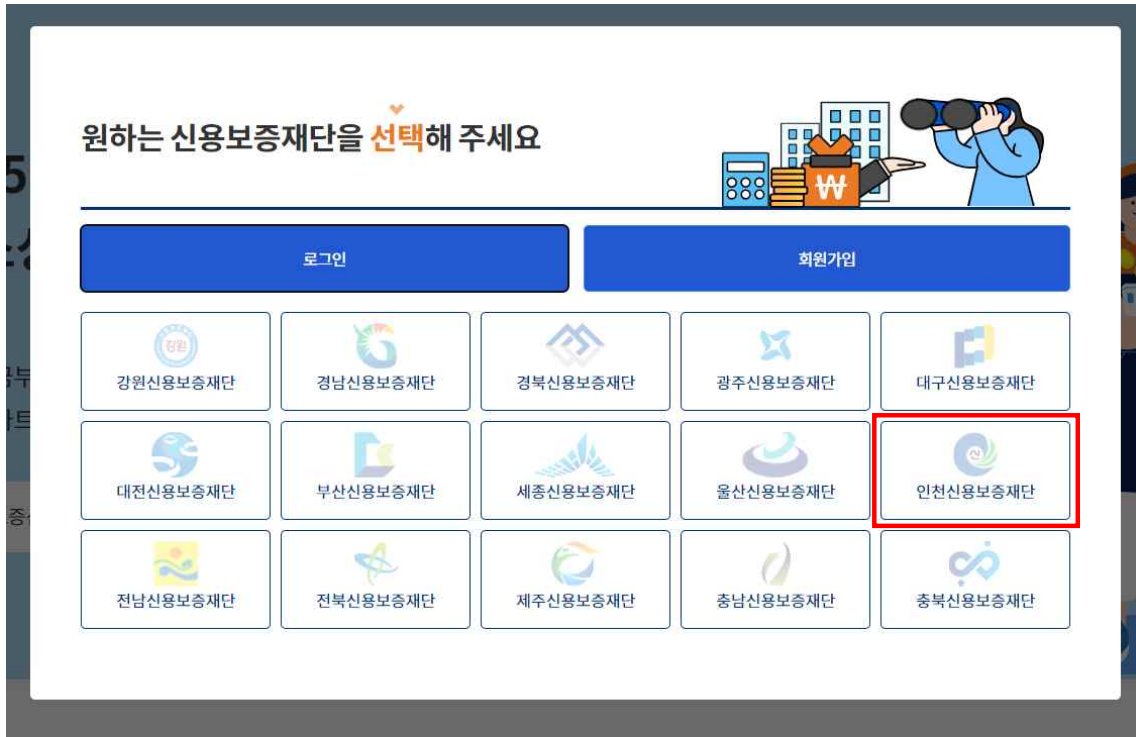 원하는 신용보증재단을 선택해 주세요
₩
로그인 회원가입
강원
강원신용보증재단 경남신용보증재단 경북신용보증재단 광주신용보증재단 대구신용보증재단
대전신용보증재단 부산신용보증재단 세종신용보증재단 울산신용보증재단 인천신용보증재단
전남신용보증재단 전북신용보증재단 제주신용보증재단 충남신용보증재단 충북신용보증재단